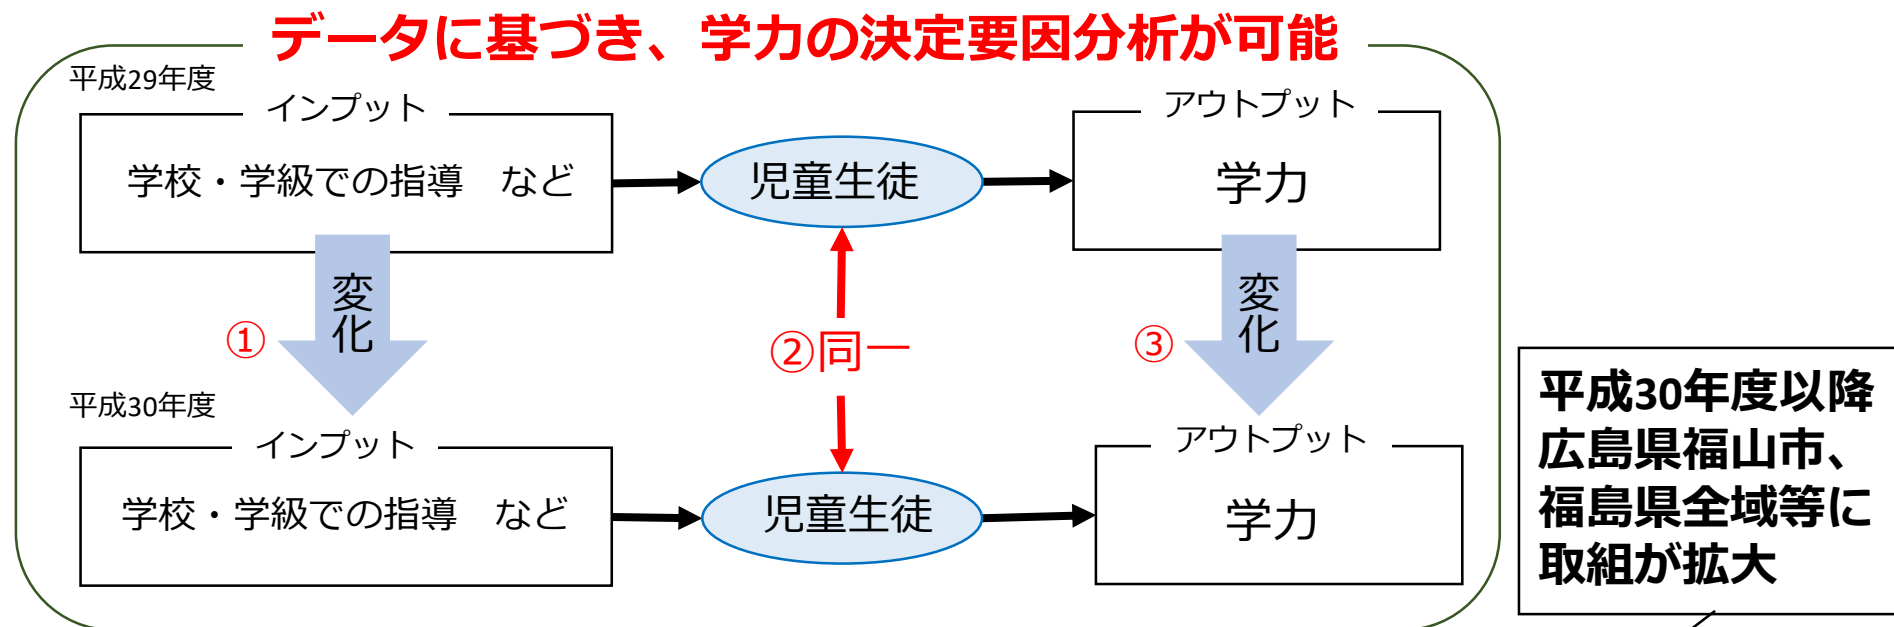 データに基づき、学力の決定要因分析が可能
平成29年度
インプット
学校・学級での指導　など
児童生徒
アウトプット
学力
変化
①
②同一
③
変化
平成30年度
インプット
学校・学級での指導　など
児童生徒
アウトプット
学力
平成30年度以降
広島県福山市、
福島県全域等に
取組が拡大